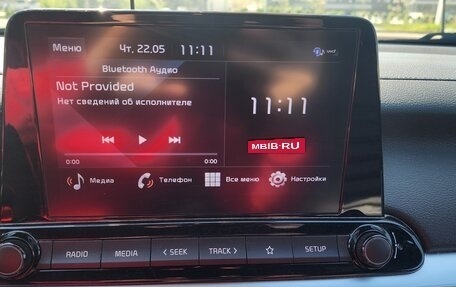 Меню Чт, 22.05 11:11
Bluetooth Аудио
Not Provided
Нет сведений об исполнителе
11:11
MBIB·RU
0:00 0:00
Медиа Телефон Все меню Настройки
RADIO MEDIA < SEEK TRACK > SETUP